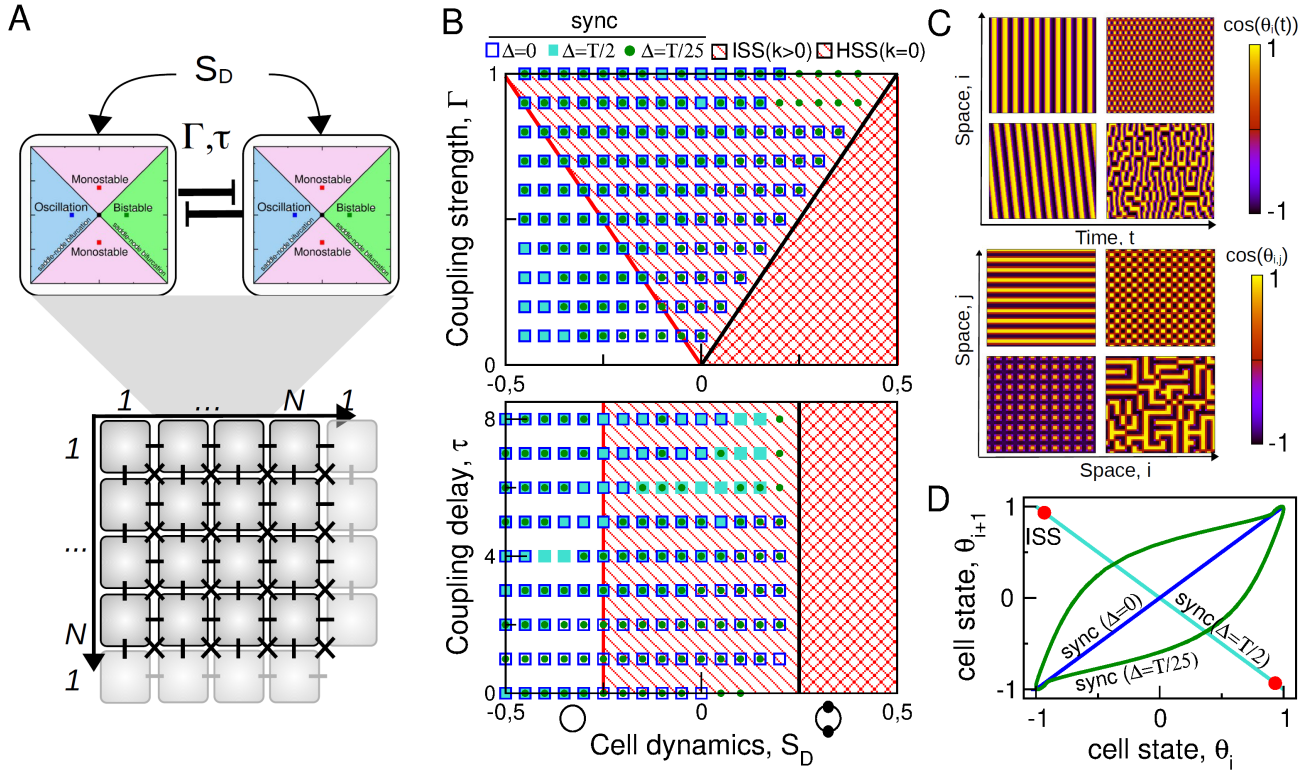 A
S_D
Γ,τ
Monostable
Oscillation
Bistable
saddle-node bifurcation
saddle-node bifurcation
Monostable
Monostable
Oscillation
Bistable
saddle-node bifurcation
saddle-node bifurcation
Monostable
1 ... N 1
1
...
N
1
B
sync
Δ=0 Δ=T/2 Δ=T/25 ISS(k>0) HSS(k=0)
Coupling strength, Γ
1
0
-0,5 0 0,5
Coupling delay, τ
8
4
0
-0,5 0 0,5
Cell dynamics, S_D
C
cos(θ_i(t))
1
-1
Space, i
Time, t
cos(θ_i,j)
1
-1
Space, j
Space, i
D
cell state, θ_i+1
1
0
-1
ISS
sync (Δ=0)
sync (Δ=T/2)
sync (Δ=T/25)
-1 0 1
cell state, θ_i